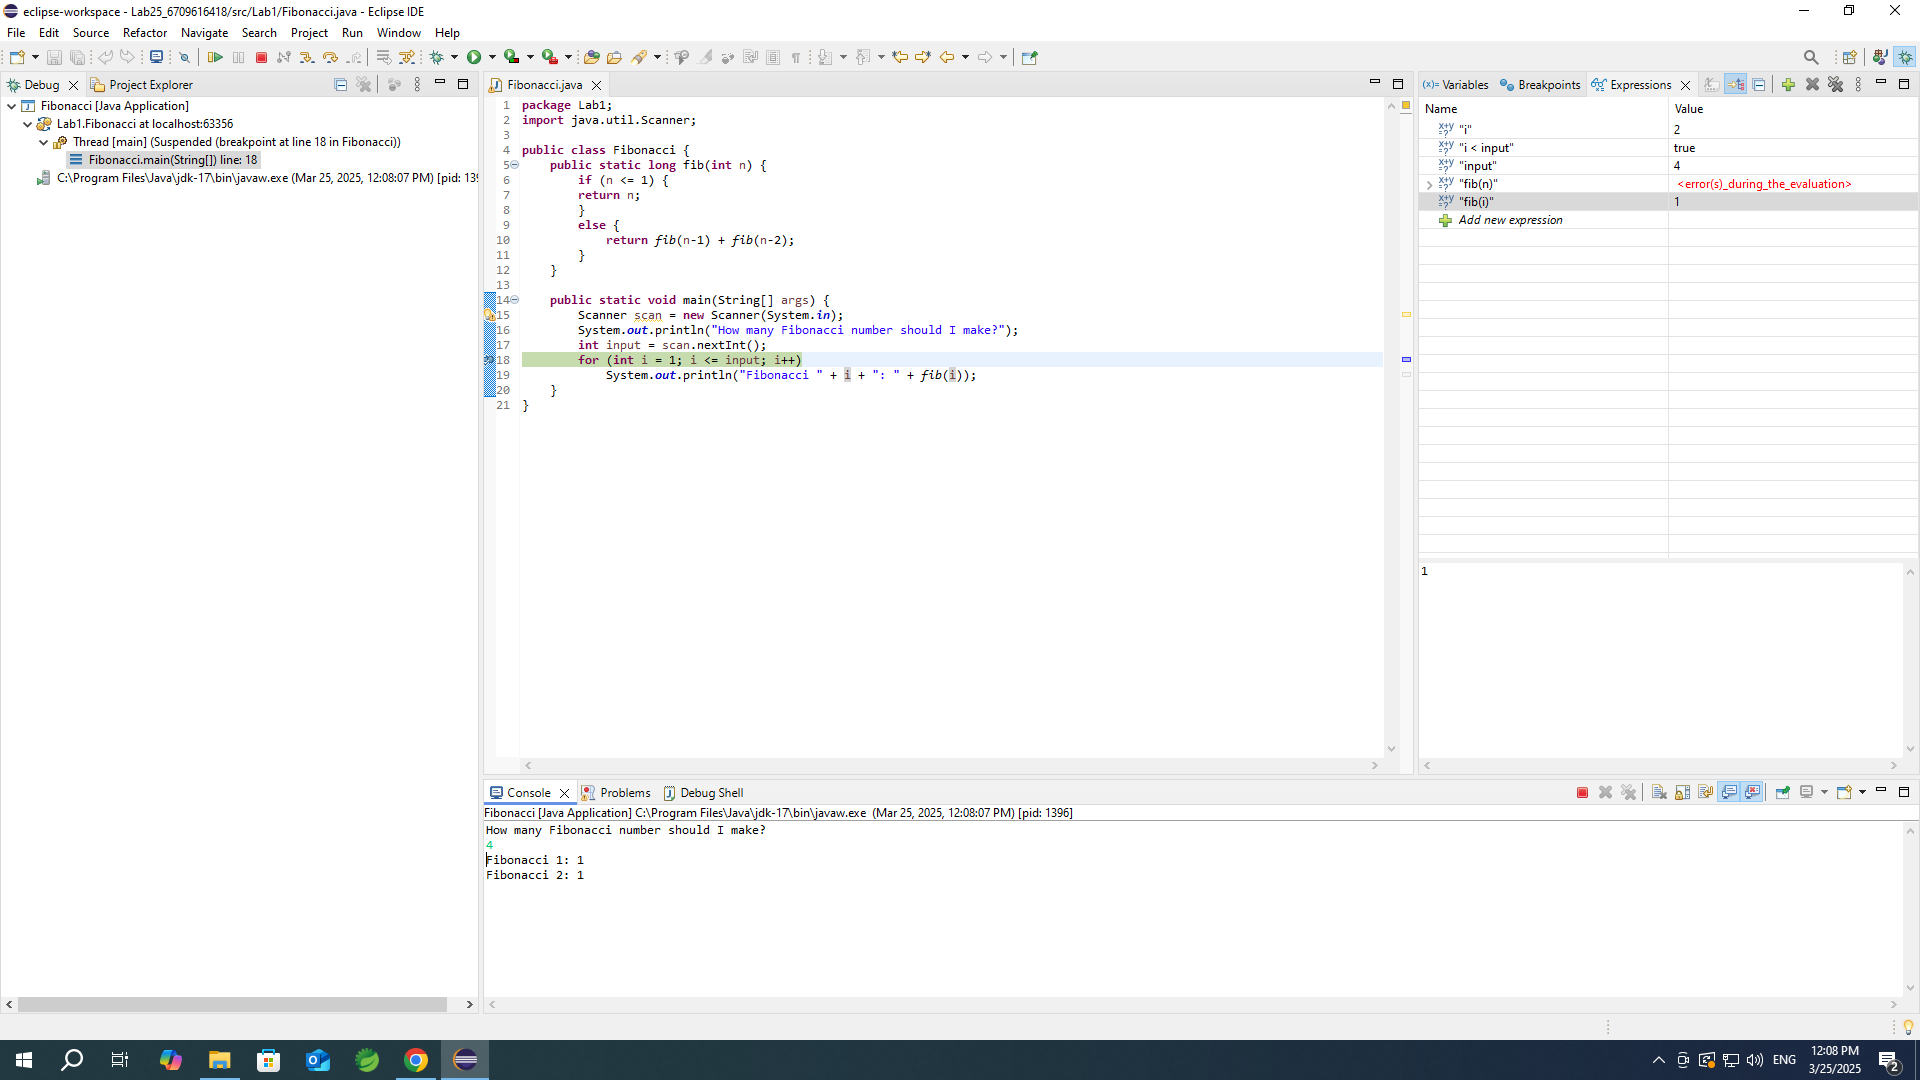 eclipse-workspace - Lab25_6709616418/src/Lab1/Fibonacci.java - Eclipse IDE
File Edit Source Refactor Navigate Search Project Run Window Help
Debug Project Explorer
Fibonacci [Java Application]
Lab1.Fibonacci at localhost:63356
Thread [main] (Suspended (breakpoint at line 18 in Fibonacci))
Fibonacci.main(String[]) line: 18
C:\Program Files\Java\jdk-17\bin\javaw.exe (Mar 25, 2025, 12:08:07 PM) [pid: 139
Fibonacci.java
1 package Lab1;
2 import java.util.Scanner;
3
4 public class Fibonacci {
5 public static long fib(int n) {
6 if (n <= 1) {
7 return n;
8 }
9 else {
10 return fib(n-1) + fib(n-2);
11 }
12 }
13
14 public static void main(String[] args) {
15 Scanner scan = new Scanner(System.in);
16 System.out.println("How many Fibonacci number should I make?");
17 int input = scan.nextInt();
18 for (int i = 1; i <= input; i++)
19 System.out.println("Fibonacci " + i + ": " + fib(i));
20 }
21 }
(x)= Variables Breakpoints Expressions
Name Value
"i" 2
"i < input" true
"input" 4
"fib(n)" <error(s)_during_the_evaluation>
"fib(i)" 1
Add new expression
1
Console Problems Debug Shell
Fibonacci [Java Application] C:\Program Files\Java\jdk-17\bin\javaw.exe (Mar 25, 2025, 12:08:07 PM) [pid: 1396]
How many Fibonacci number should I make?
4
Fibonacci 1: 1
Fibonacci 2: 1
ENG
12:08 PM
3/25/2025
2